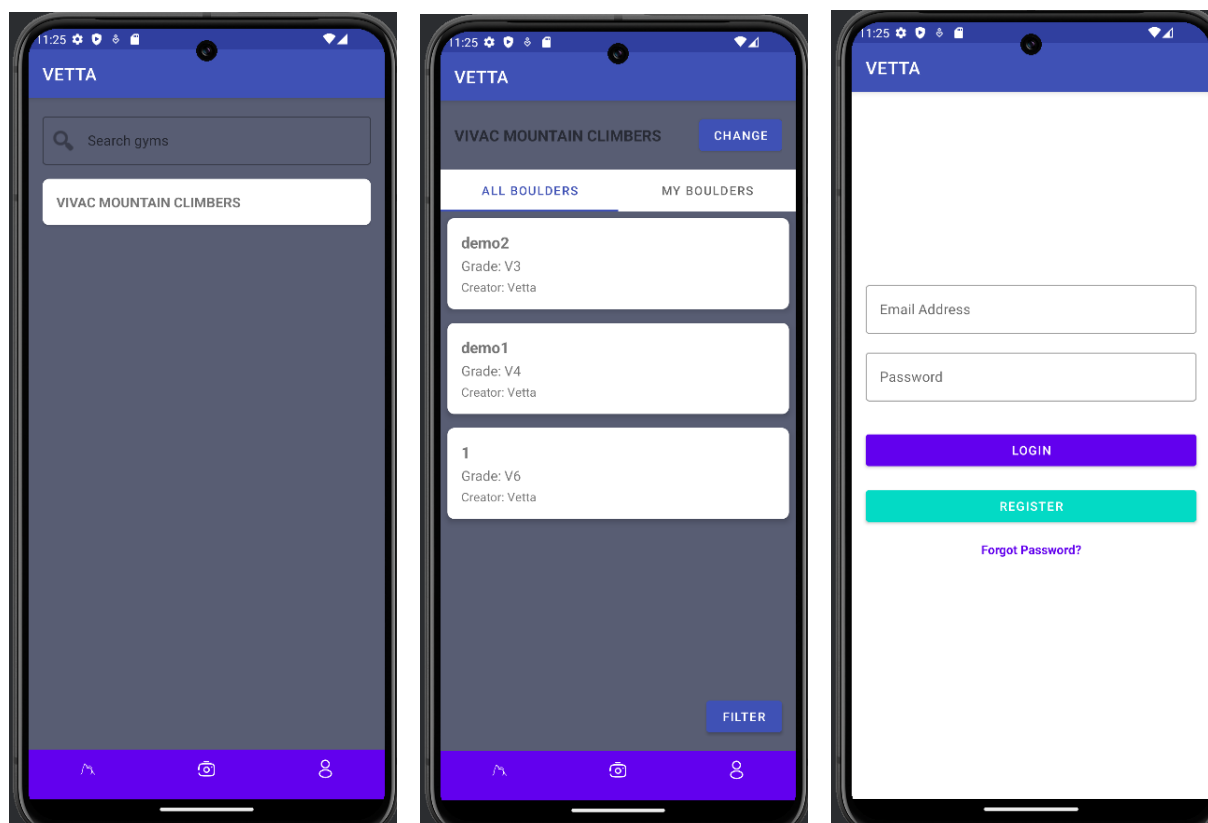 11:25
VETTA
Search gyms
VIVAC MOUNTAIN CLIMBERS
11:25
VETTA
VIVAC MOUNTAIN CLIMBERS
CHANGE
ALL BOULDERS
MY BOULDERS
demo2
Grade: V3
Creator: Vetta
demo1
Grade: V4
Creator: Vetta
1
Grade: V6
Creator: Vetta
FILTER
11:25
VETTA
Email Address
Password
LOGIN
REGISTER
Forgot Password?